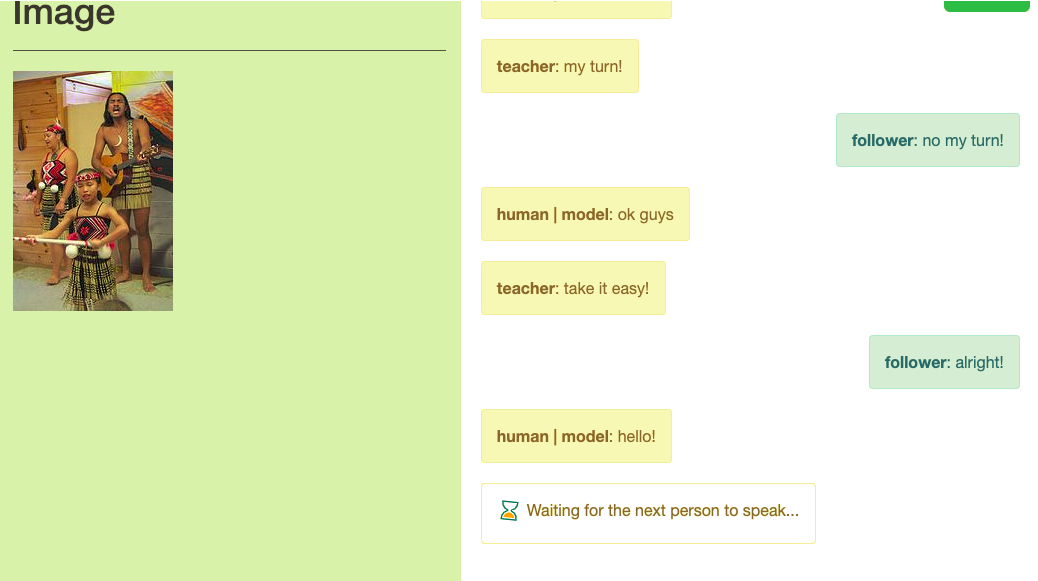 Image
teacher: my turn!
follower: no my turn!
human | model: ok guys
teacher: take it easy!
follower: alright!
human | model: hello!
Waiting for the next person to speak...